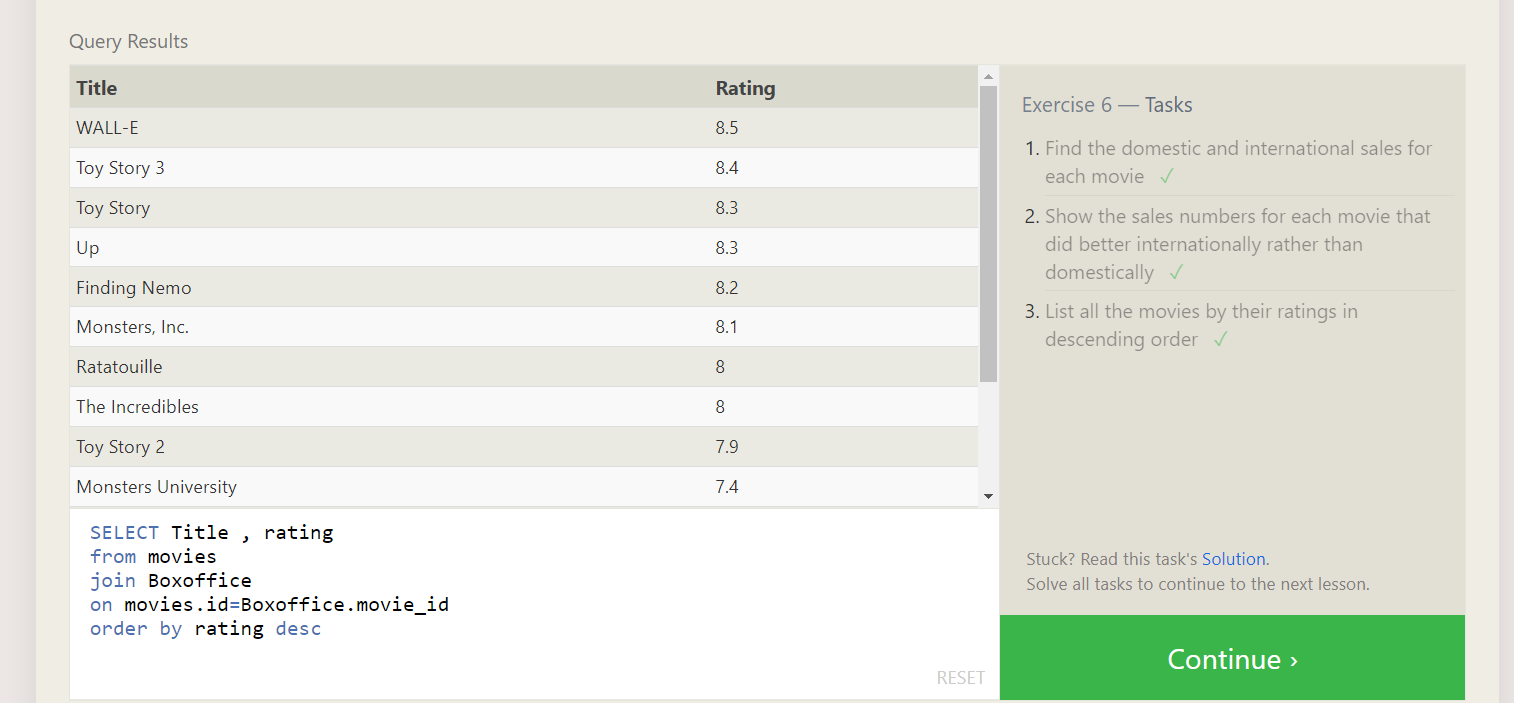 Query Results
Title Rating
WALL-E 8.5
Toy Story 3 8.4
Toy Story 8.3
Up 8.3
Finding Nemo 8.2
Monsters, Inc. 8.1
Ratatouille 8
The Incredibles 8
Toy Story 2 7.9
Monsters University 7.4
SELECT Title , rating
from movies
join Boxoffice
on movies.id=Boxoffice.movie_id
order by rating desc
RESET
Exercise 6 — Tasks
1. Find the domestic and international sales for
each movie ✓
2. Show the sales numbers for each movie that
did better internationally rather than
domestically ✓
3. List all the movies by their ratings in
descending order ✓
Stuck? Read this task's Solution.
Solve all tasks to continue to the next lesson.
Continue ›